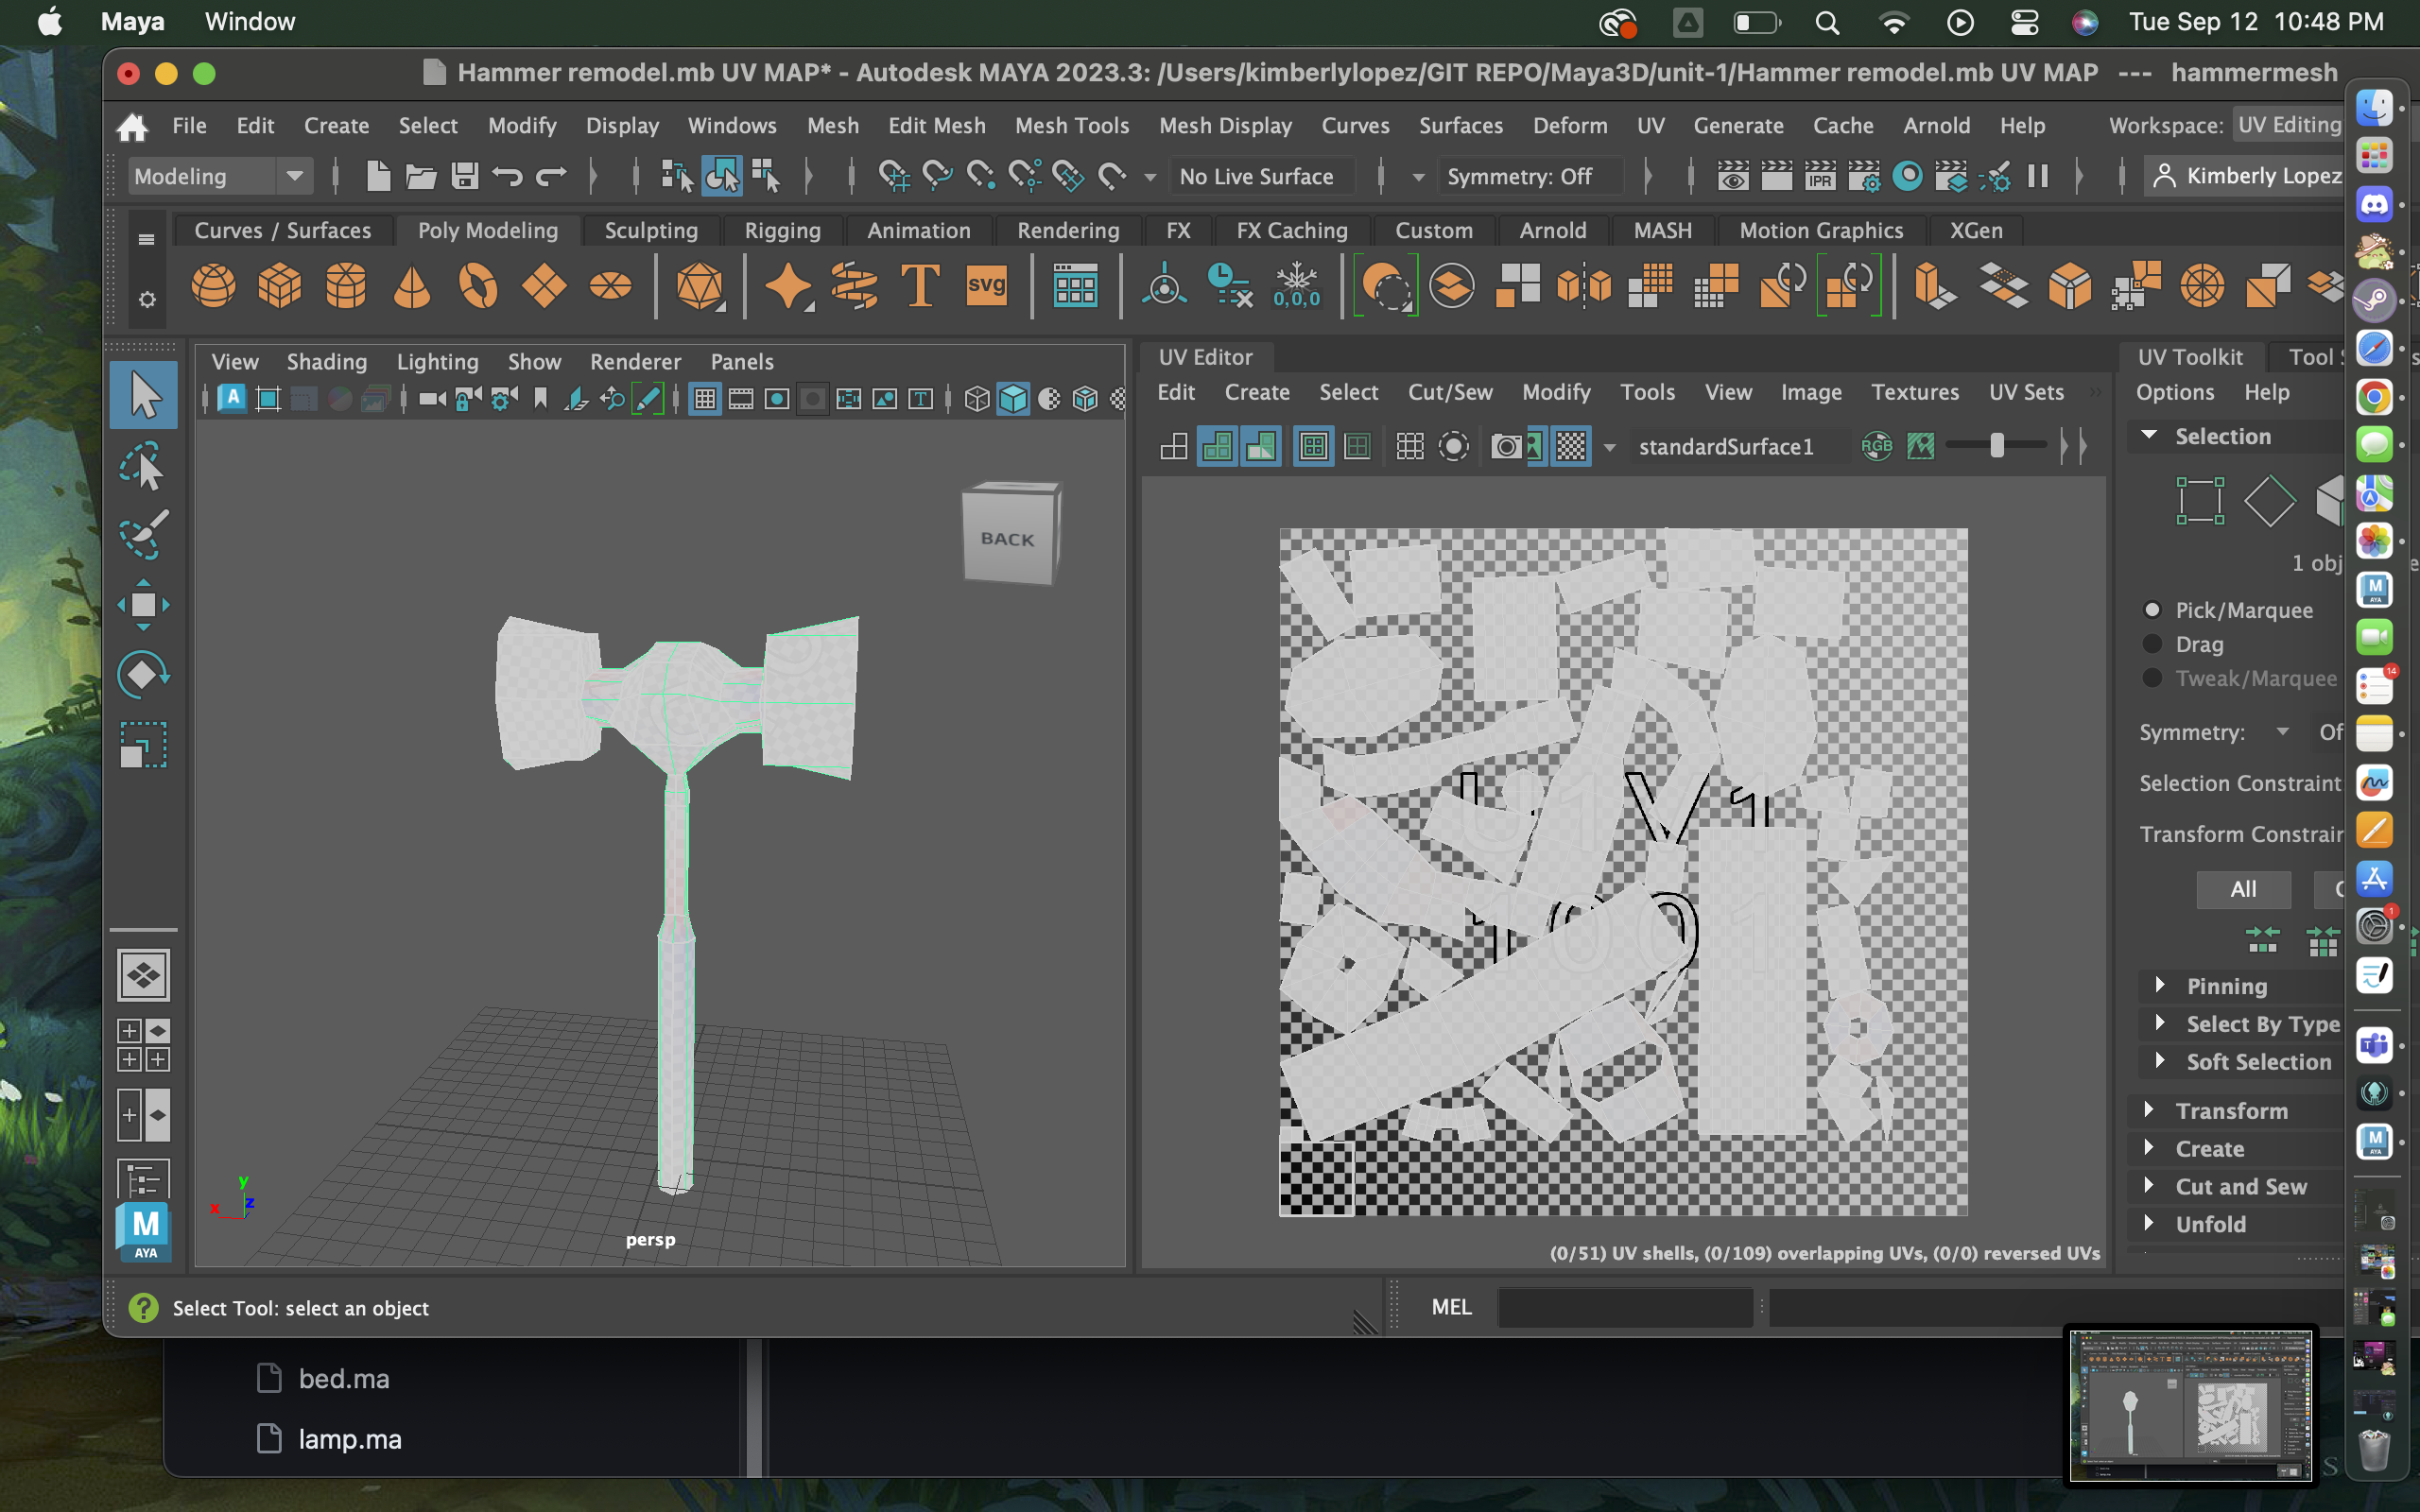 Maya Window Tue Sep 12 10:48 PM
Hammer remodel.mb UV MAP* - Autodesk MAYA 2023.3: /Users/kimberlylopez/GIT REPO/Maya3D/unit-1/Hammer remodel.mb UV MAP --- hammermesh
File Edit Create Select Modify Display Windows Mesh Edit Mesh Mesh Tools Mesh Display Curves Surfaces Deform UV Generate Cache Arnold Help Workspace: UV Editing
Modeling No Live Surface Symmetry: Off IPR Kimberly Lopez
Curves / Surfaces Poly Modeling Sculpting Rigging Animation Rendering FX FX Caching Custom Arnold MASH Motion Graphics XGen
T svg 0,0,0
View Shading Lighting Show Renderer Panels
UV Editor
UV Toolkit Tool
Edit Create Select Cut/Sew Modify Tools View Image Textures UV Sets
Options Help
standardSurface1 RGB
Selection
BACK
1 obj
Pick/Marquee
Drag
Tweak/Marquee
Symmetry: Of
Selection Constraint
Transform Constrair
All
U1 V1
1001
Pinning
Select By Type
Soft Selection
Transform
Create
Cut and Sew
Unfold
y
x z
persp
(0/51) UV shells, (0/109) overlapping UVs, (0/0) reversed UVs
M
AYA
Select Tool: select an object
MEL
bed.ma
lamp.ma
14
1